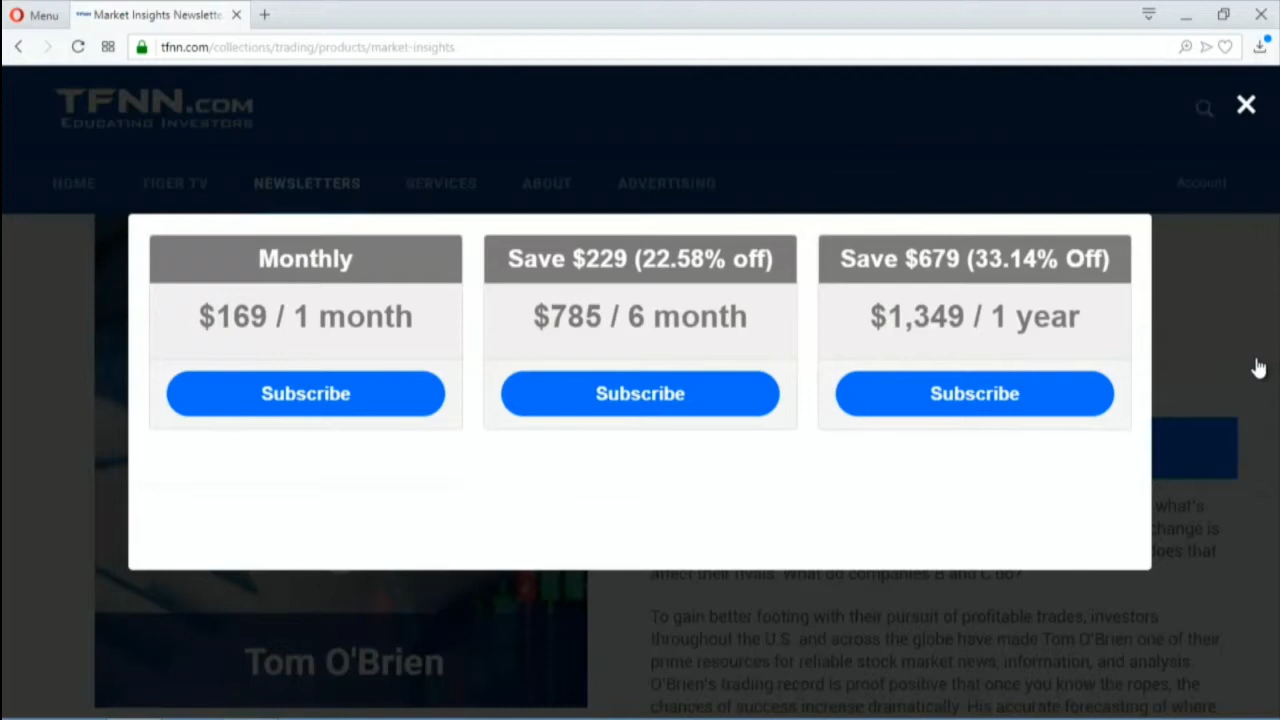 Menu
TFNN Market Insights Newslette
tfnn.com/collections/trading/products/market-insights
TFNN.COM
EDUCATING INVESTORS
HOME TIGER TV NEWSLETTERS SERVICES ABOUT ADVERTISING Account
Monthly
$169 / 1 month
Subscribe
Save $229 (22.58% off)
$785 / 6 month
Subscribe
Save $679 (33.14% Off)
$1,349 / 1 year
Subscribe
what's
change is
does that
affect their rivals. What do companies B and C do?
To gain better footing with their pursuit of profitable trades, investors
throughout the U.S. and across the globe have made Tom O'Brien one of their
prime resources for reliable stock market news, information, and analysis.
O'Brien's trading record is proof positive that once you know the ropes, the
chances of success increase dramatically. His accurate forecasting of where
Tom O'Brien